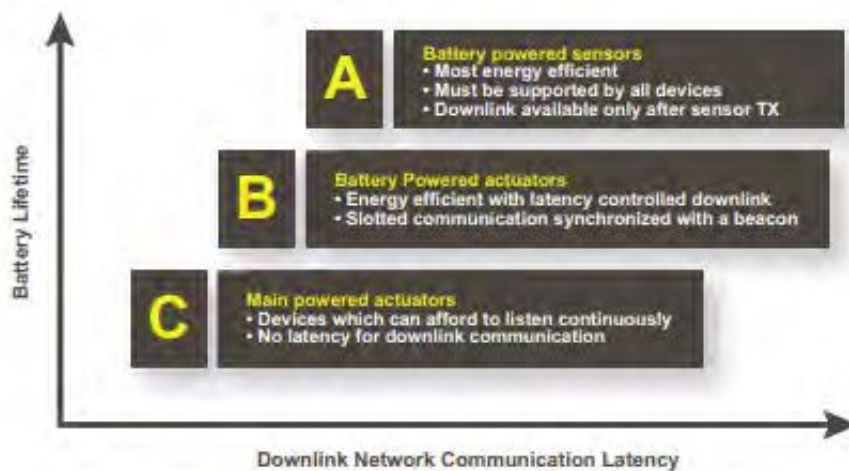 Battery Lifetime
A
Battery powered sensors
• Most energy efficient
• Must be supported by all devices
• Downlink available only after sensor TX
B
Battery Powered actuators
• Energy efficient with latency controlled downlink
• Slotted communication synchronized with a beacon
C
Main powered actuators
• Devices which can afford to listen continuously
• No latency for downlink communication
Downlink Network Communication Latency